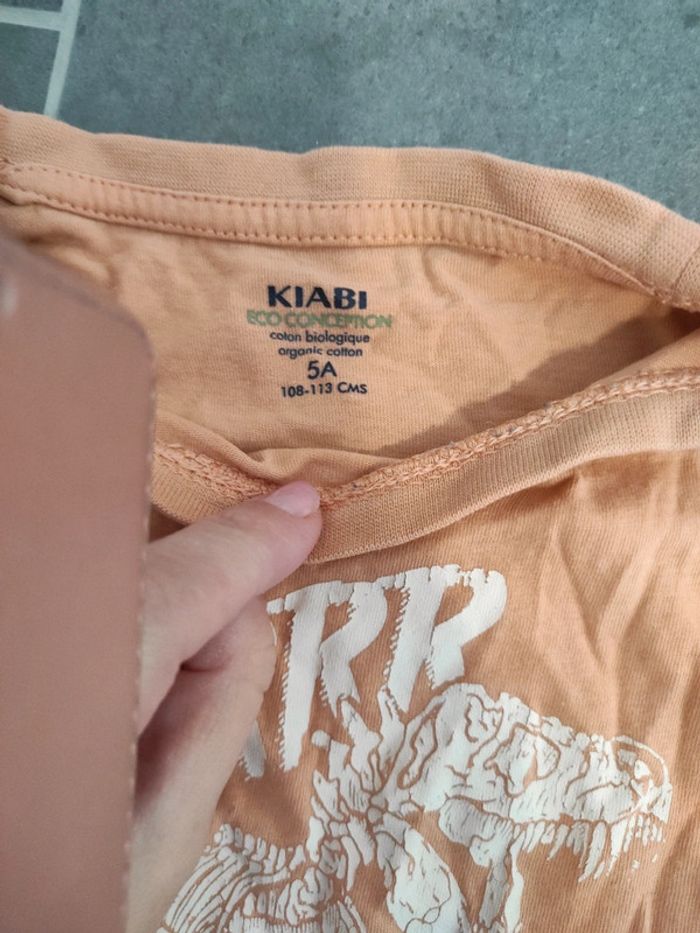 KIABI
ECO CONCEPTION
coton biologique
organic cotton
5A
108-113 CMS
RR